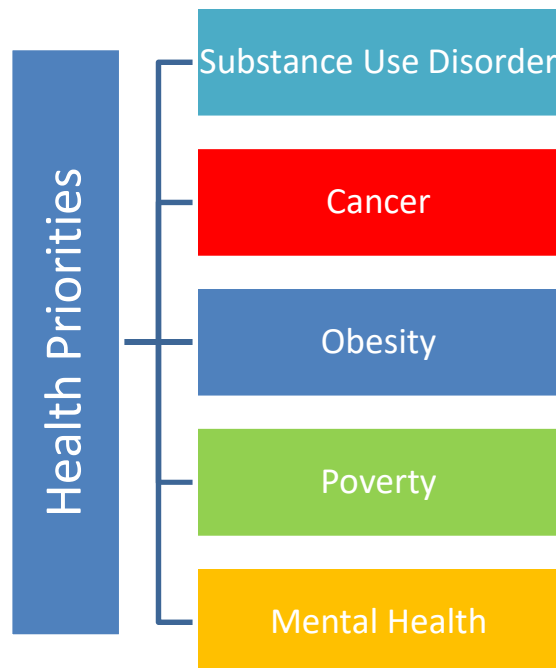 Health Priorities
Substance Use Disorder
Cancer
Obesity
Poverty
Mental Health